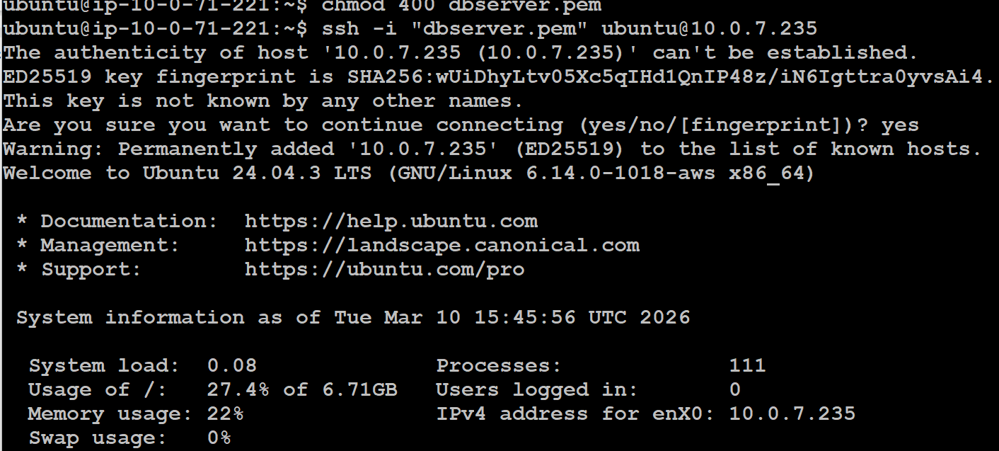 ubuntu@ip-10-0-71-221:~$ chmod 400 dbserver.pem
ubuntu@ip-10-0-71-221:~$ ssh -i "dbserver.pem" ubuntu@10.0.7.235
The authenticity of host '10.0.7.235 (10.0.7.235)' can't be established.
ED25519 key fingerprint is SHA256:wUiDhyLtv05Xc5qIHd1QnIP48z/iN6Igttra0yvsAi4.
This key is not known by any other names.
Are you sure you want to continue connecting (yes/no/[fingerprint])? yes
Warning: Permanently added '10.0.7.235' (ED25519) to the list of known hosts.
Welcome to Ubuntu 24.04.3 LTS (GNU/Linux 6.14.0-1018-aws x86_64)
* Documentation: https://help.ubuntu.com
* Management: https://landscape.canonical.com
* Support: https://ubuntu.com/pro
System information as of Tue Mar 10 15:45:56 UTC 2026
System load: 0.08 Processes: 111
Usage of /: 27.4% of 6.71GB Users logged in: 0
Memory usage: 22% IPv4 address for enX0: 10.0.7.235
Swap usage: 0%